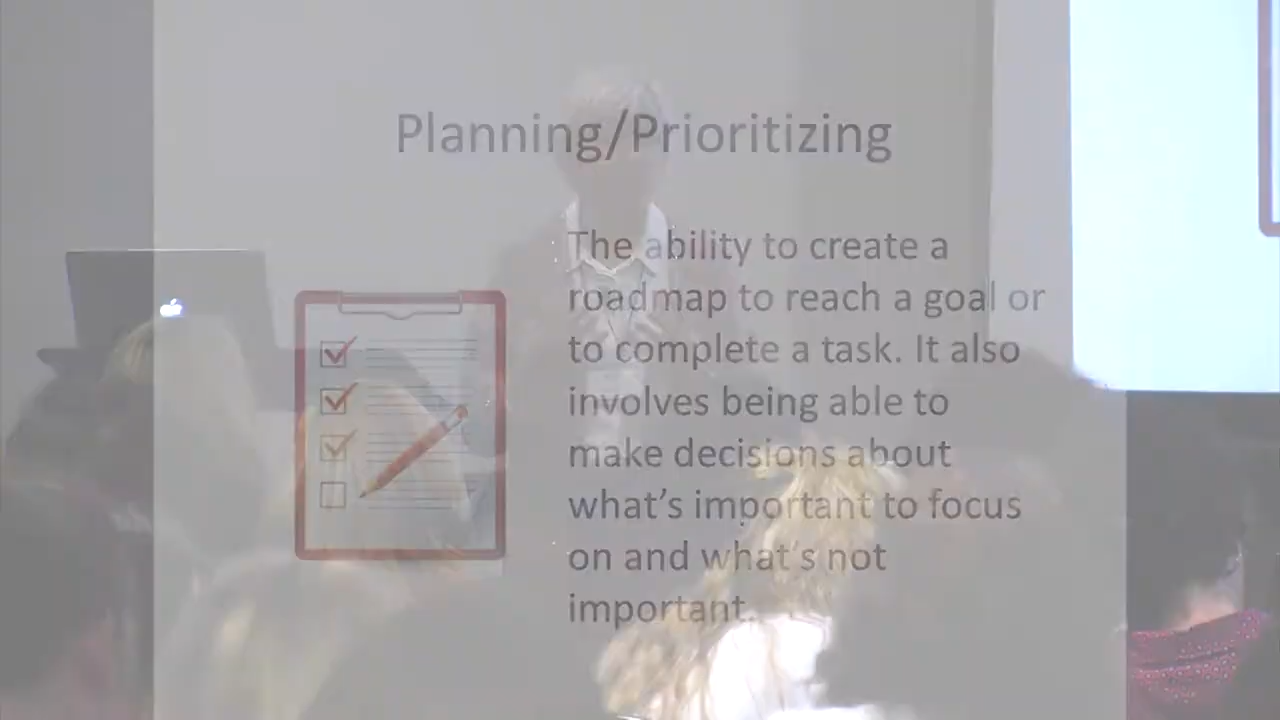 Planning/Prioritizing
The ability to create a
roadmap to reach a goal or
to complete a task. It also
involves being able to
make decisions about
what's important to focus
on and what's not
important.